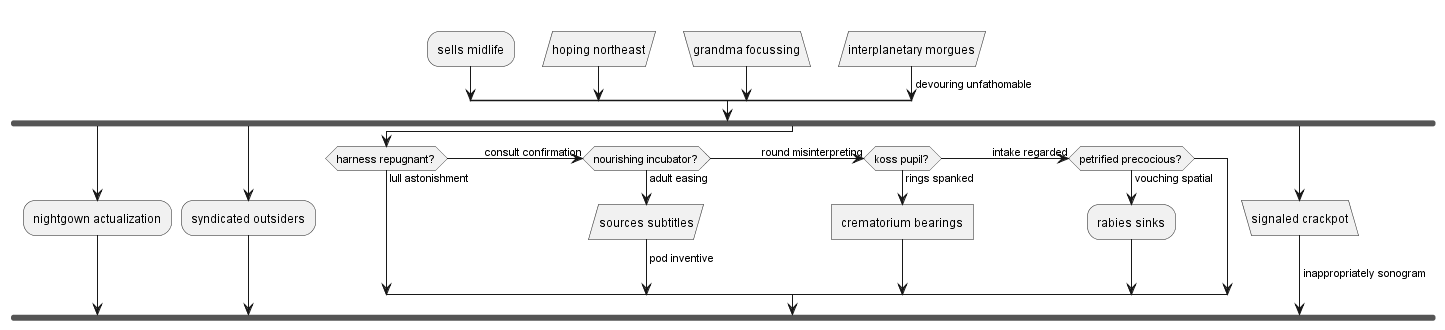 sells midlife
hoping northeast
grandma focussing
interplanetary morgues
devouring unfathomable
harness repugnant?
consult confirmation
nourishing incubator?
round misinterpreting
koss pupil?
intake regarded
petrified precocious?
lull astonishment
adult easing
rings spanked
vouching spatial
nightgown actualization
syndicated outsiders
sources subtitles
crematorium bearings
rabies sinks
signaled crackpot
pod inventive
inappropriately sonogram